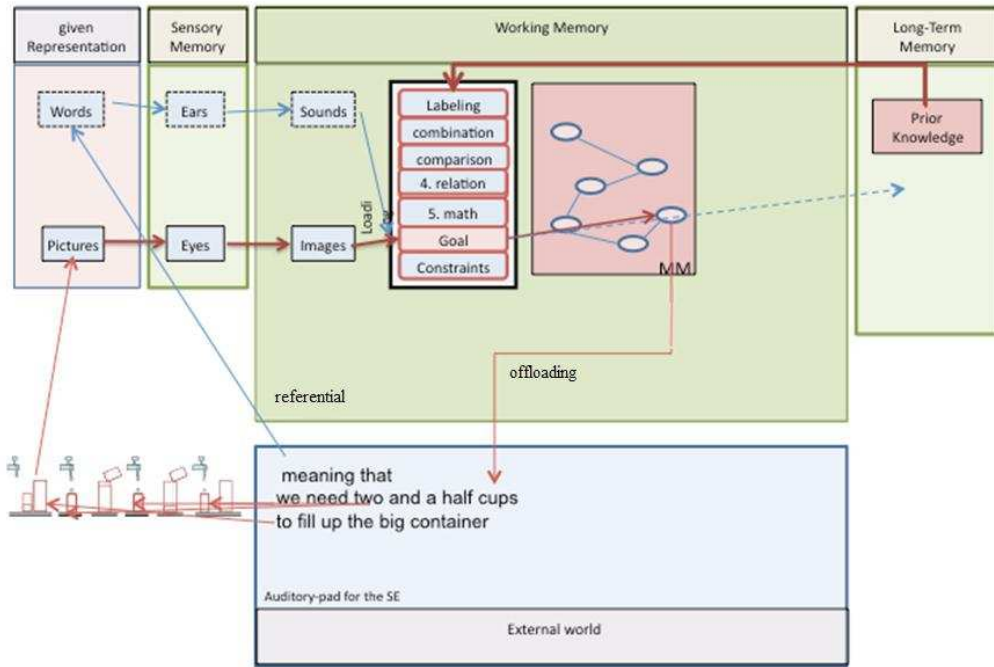 given
Representation
Sensory
Memory
Working Memory
Long-Term
Memory
Words
Ears
Sounds
Labeling
combination
comparison
4. relation
5. math
Goal
Constraints
Prior
Knowledge
Pictures
Eyes
Images
Loadi
MM
offloading
referential
meaning that
we need two and a half cups
to fill up the big container
Auditory-pad for the SE
External world